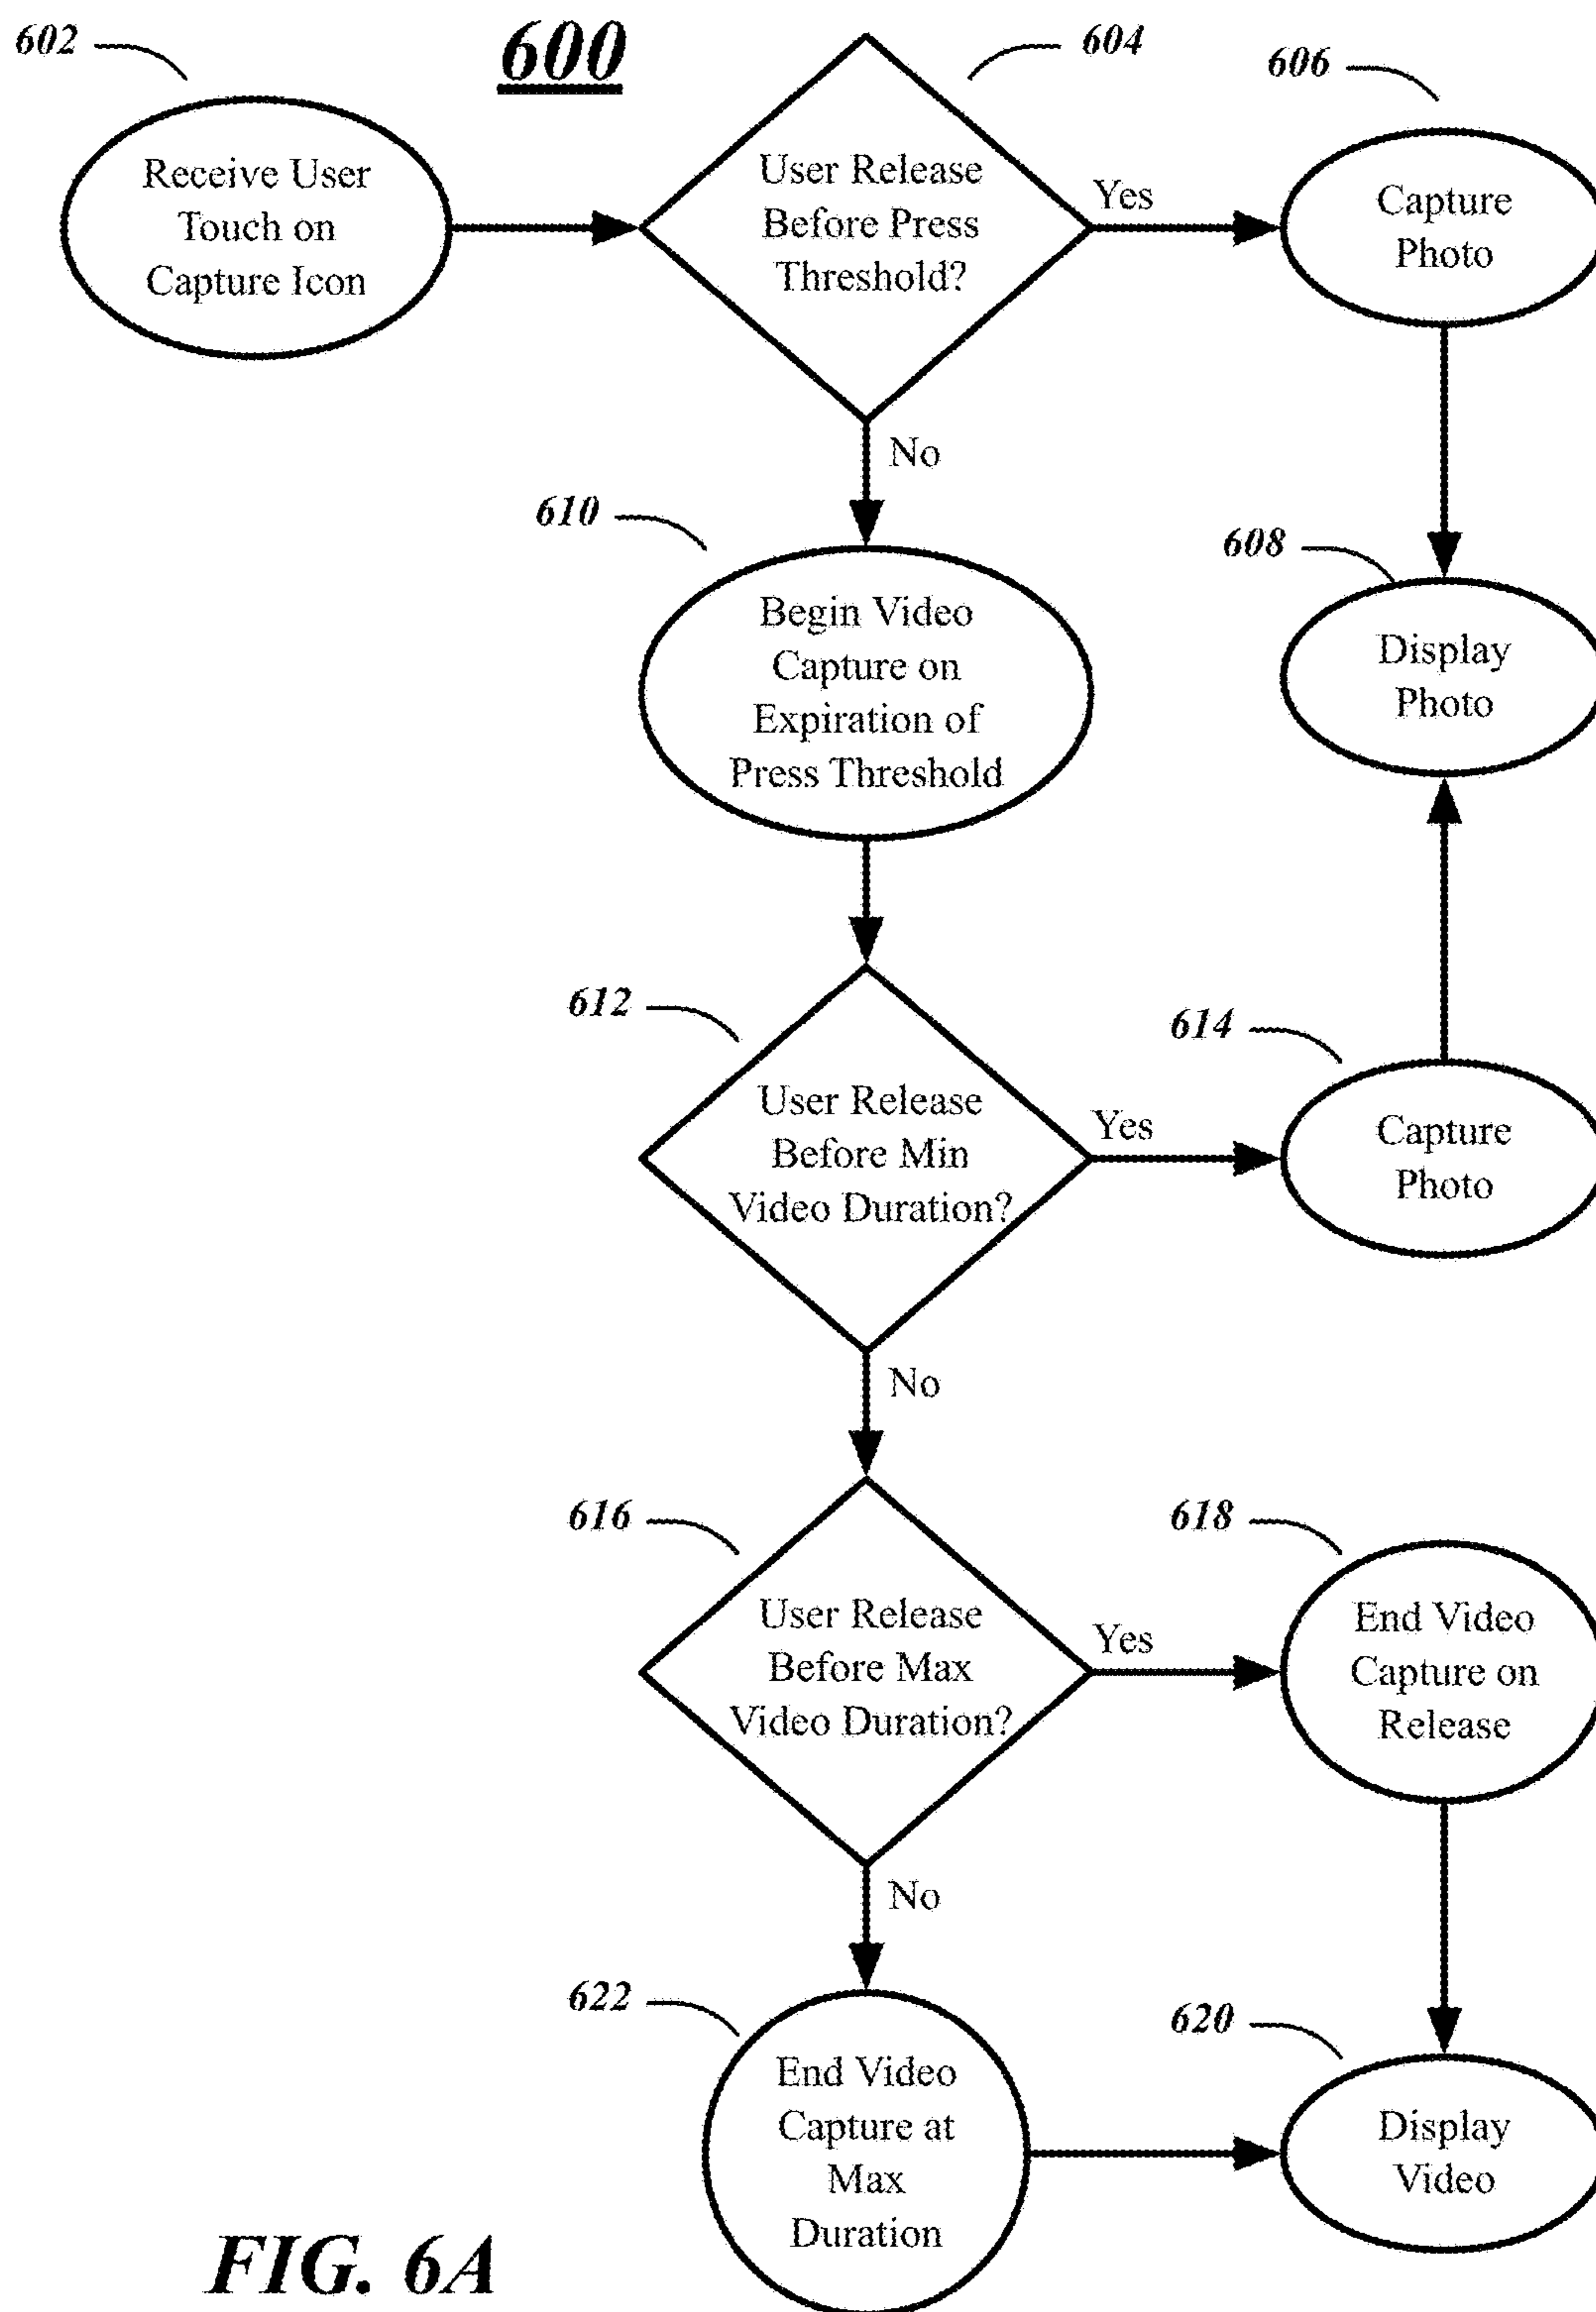 602
600
604
606
Receive User
Touch on
Capture Icon
User Release
Before Press
Threshold?
Yes
Capture
Photo
No
610
608
Begin Video
Capture on
Expiration of
Press Threshold
Display
Photo
612
614
User Release
Before Min
Video Duration?
Yes
Capture
Photo
No
616
618
User Release
Before Max
Video Duration?
Yes
End Video
Capture on
Release
No
622
620
End Video
Capture at
Max
Duration
Display
Video
FIG. 6A